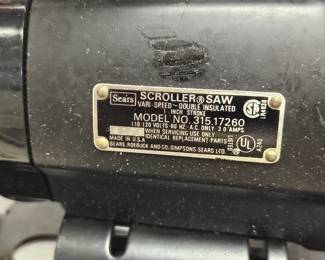 Sears SCROLLER® SAW
VARI-SPEED - DOUBLE INSULATED
1 INCH STROKE
MODEL NO. 315.17260
110-120 VOLTS 60 HZ - A.C. ONLY 3.0 AMPS
WHEN SERVICING USE ONLY
IDENTICAL REPLACEMENT PARTS
MADE IN U.S.A.
SEARS, ROEBUCK AND CO.-SIMPSONS SEARS LTD.
UL